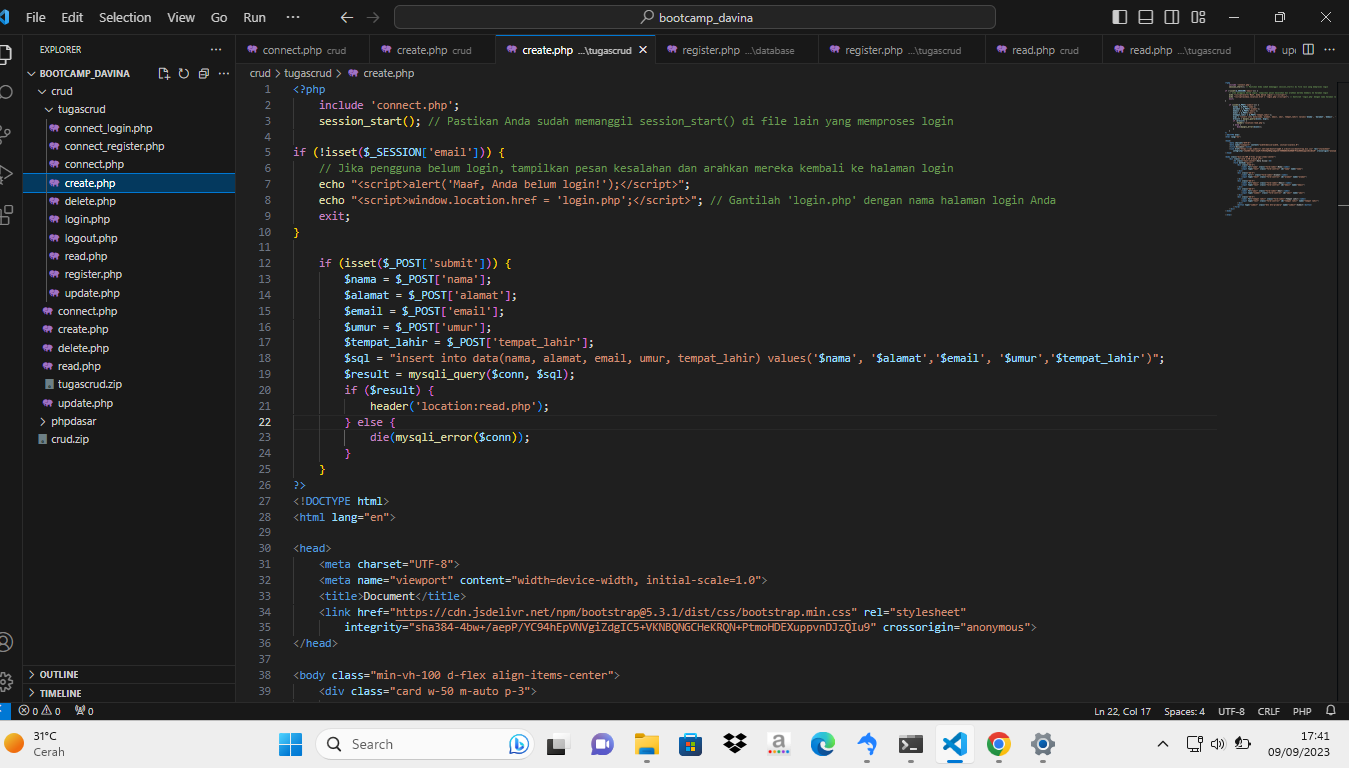 File Edit Selection View Go Run ··· bootcamp_davina
EXPLORER
BOOTCAMP_DAVINA
crud
tugascrud
connect_login.php
connect_register.php
connect.php
create.php
delete.php
login.php
logout.php
read.php
register.php
update.php
connect.php
create.php
delete.php
read.php
tugascrud.zip
update.php
phpdasar
crud.zip
OUTLINE
TIMELINE
connect.php crud create.php crud create.php ...\tugascrud register.php ...\database register.php ...\tugascrud read.php crud read.php ...\tugascrud
crud > tugascrud > create.php
1 <?php
2 include 'connect.php';
3 session_start(); // Pastikan Anda sudah memanggil session_start() di file lain yang memproses login
4
5 if (!isset($_SESSION['email'])) {
6 // Jika pengguna belum login, tampilkan pesan kesalahan dan arahkan mereka kembali ke halaman login
7 echo "<script>alert('Maaf, Anda belum login!');</script>";
8 echo "<script>window.location.href = 'login.php';</script>"; // Gantilah 'login.php' dengan nama halaman login Anda
9 exit;
10 }
11
12 if (isset($_POST['submit'])) {
13 $nama = $_POST['nama'];
14 $alamat = $_POST['alamat'];
15 $email = $_POST['email'];
16 $umur = $_POST['umur'];
17 $tempat_lahir = $_POST['tempat_lahir'];
18 $sql = "insert into data(nama, alamat, email, umur, tempat_lahir) values('$nama', '$alamat','$email', '$umur','$tempat_lahir')";
19 $result = mysqli_query($conn, $sql);
20 if ($result) {
21 header('location:read.php');
22 } else {
23 die(mysqli_error($conn));
24 }
25 }
26 ?>
27 <!DOCTYPE html>
28 <html lang="en">
29
30 <head>
31 <meta charset="UTF-8">
32 <meta name="viewport" content="width=device-width, initial-scale=1.0">
33 <title>Document</title>
34 <link href="https://cdn.jsdelivr.net/npm/bootstrap@5.3.1/dist/css/bootstrap.min.css" rel="stylesheet"
35 integrity="sha384-4bw+/aepP/YC94hEpVNVgiZdgIC5+VKNBQNGCHeKRQN+PtmoHDEXuppvnDJzQIu9" crossorigin="anonymous">
36 </head>
37
38 <body class="min-vh-100 d-flex align-items-center">
39 <div class="card w-50 m-auto p-3">
0 0 0 Ln 22, Col 17 Spaces: 4 UTF-8 CRLF PHP
31°C
Cerah
Search
17:41
09/09/2023